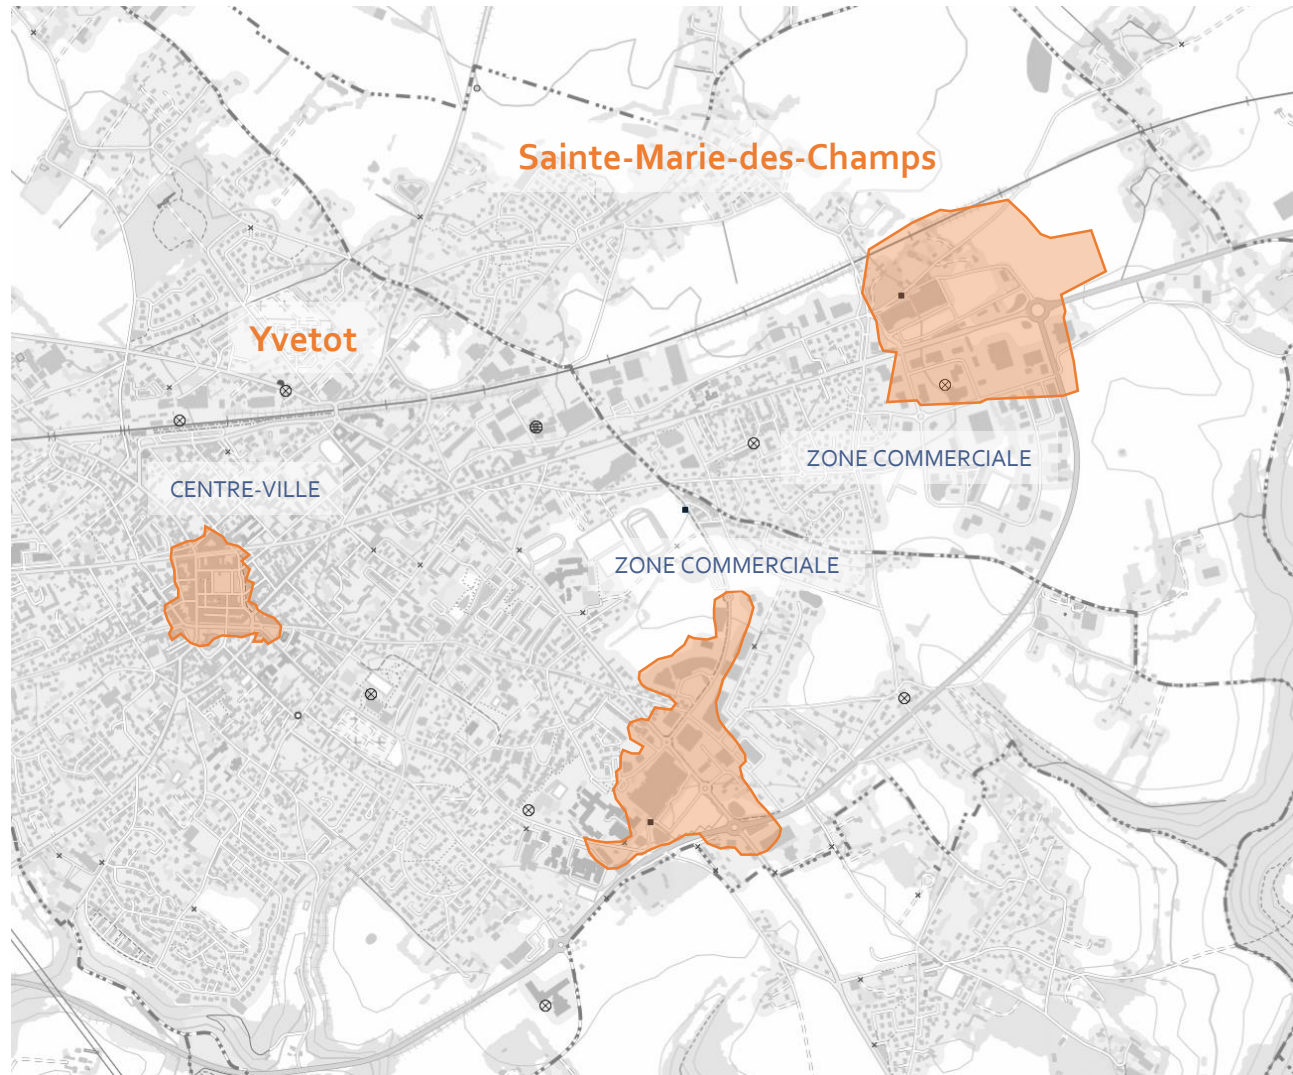 Sainte-Marie-des-Champs
Yvetot
ZONE COMMERCIALE
CENTRE-VILLE
ZONE COMMERCIALE